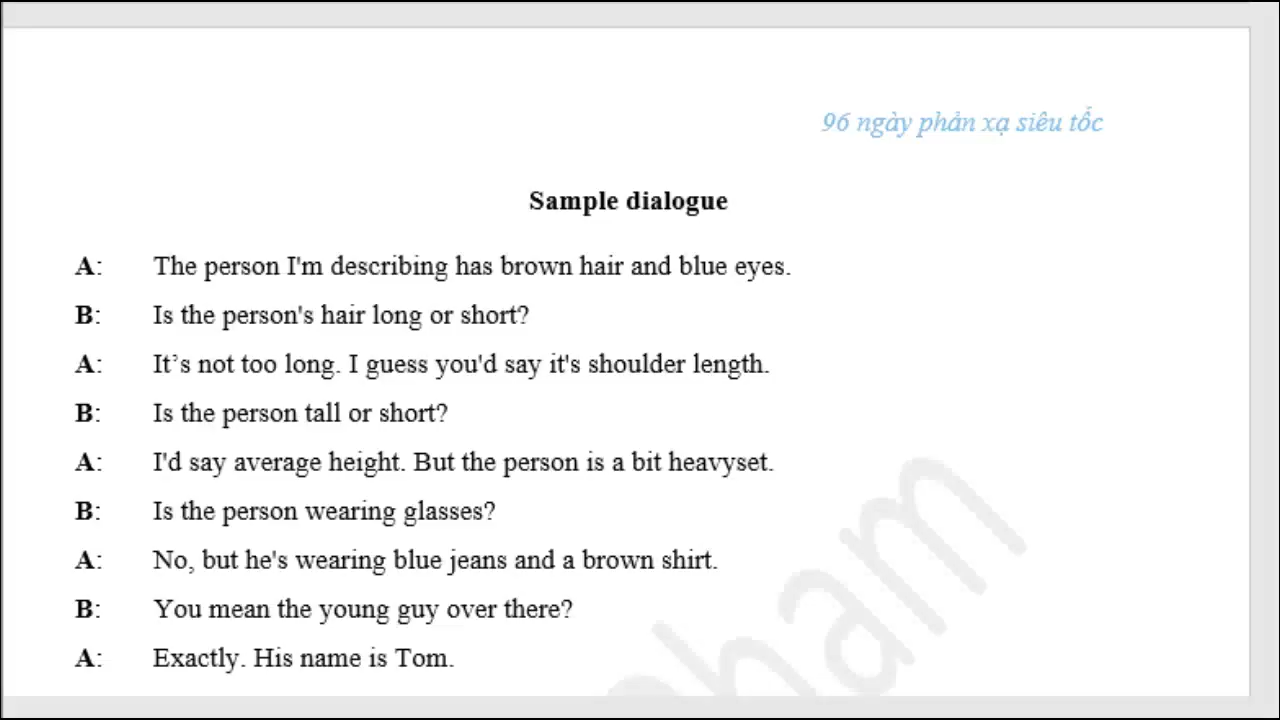 96 ngày phản xạ siêu tốc
Sample dialogue
A: The person I'm describing has brown hair and blue eyes.
B: Is the person's hair long or short?
A: It’s not too long. I guess you'd say it's shoulder length.
B: Is the person tall or short?
A: I'd say average height. But the person is a bit heavyset.
B: Is the person wearing glasses?
A: No, but he's wearing blue jeans and a brown shirt.
B: You mean the young guy over there?
A: Exactly. His name is Tom.